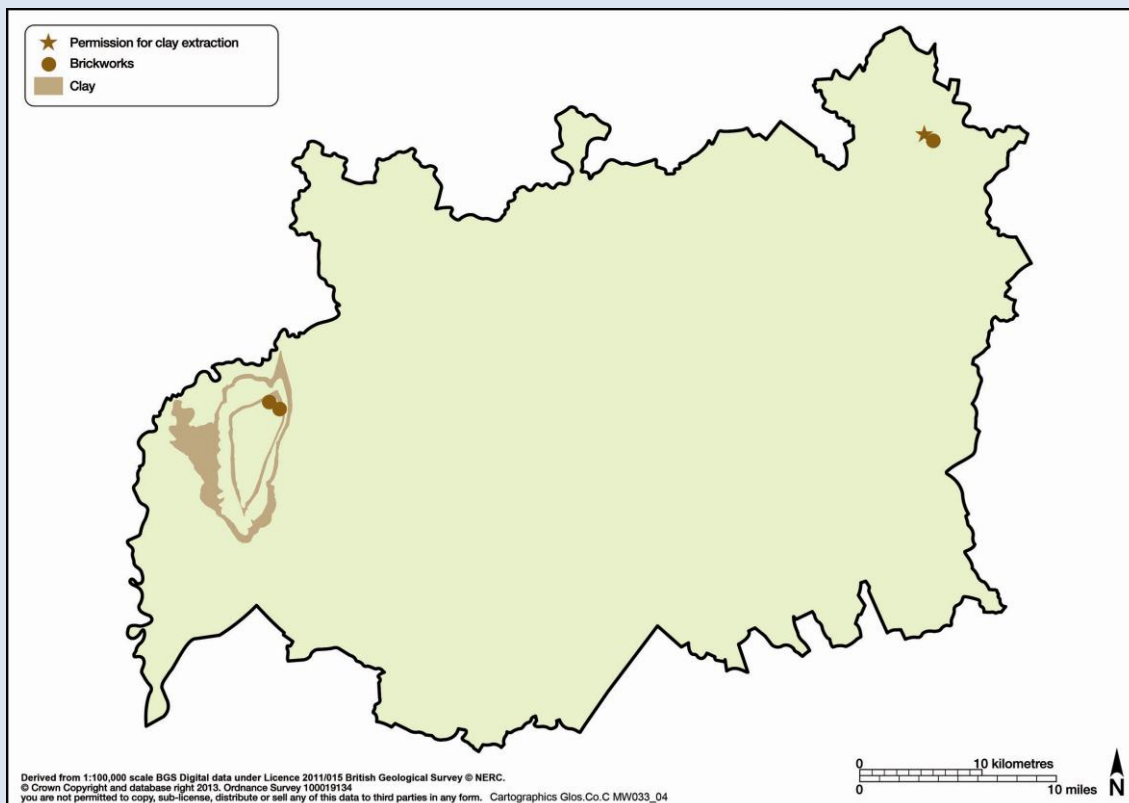 Permission for clay extraction
Brickworks
Clay
0 10 kilometres
0 10 miles
N
Derived from 1:100,000 scale BGS Digital data under Licence 2011/015 British Geological Survey © NERC.
© Crown Copyright and database right 2013. Ordnance Survey 100019134
you are not permitted to copy, sub-license, distribute or sell any of this data to third parties in any form. Cartographics Glos.Co.C MW033_04